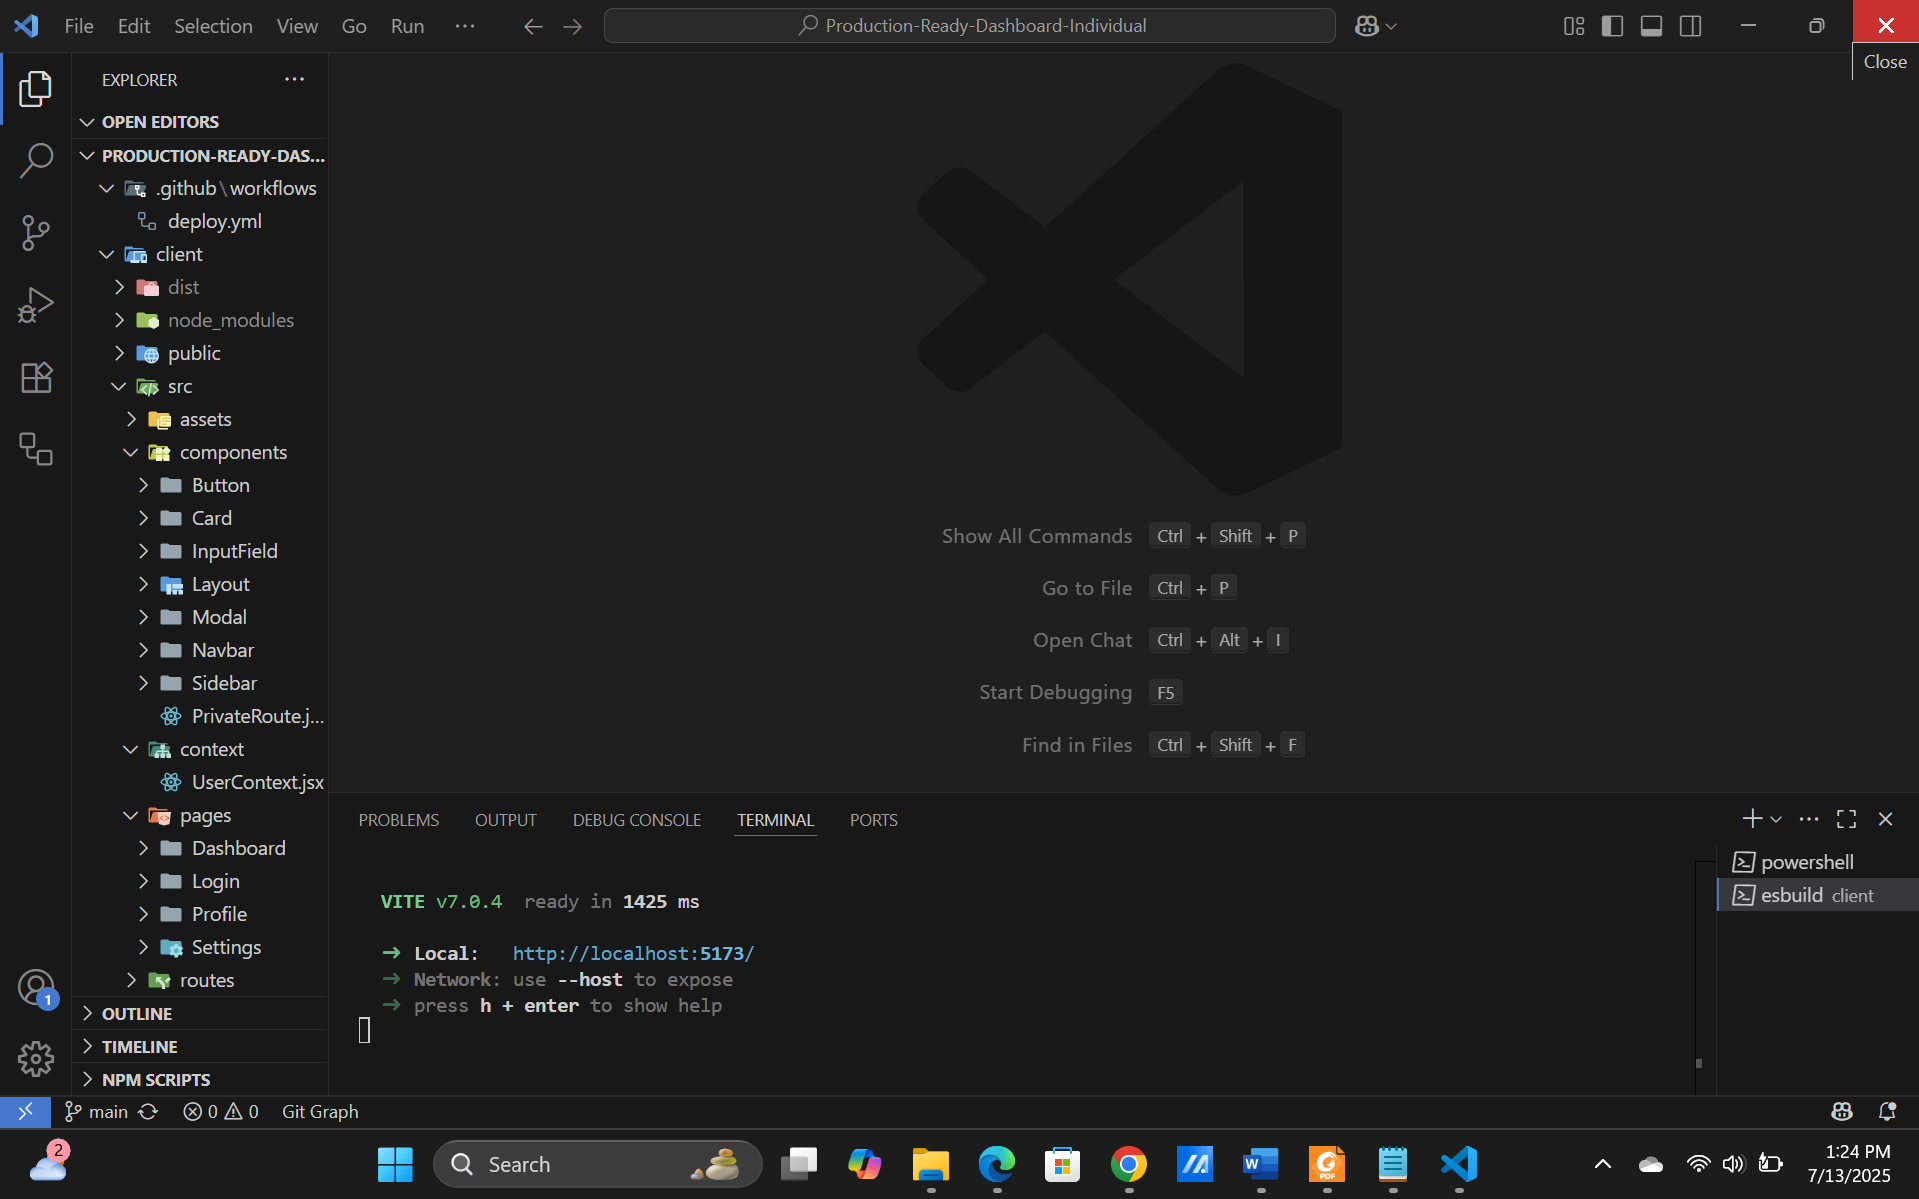 File Edit Selection View Go Run ···
Production-Ready-Dashboard-Individual
Close
EXPLORER
OPEN EDITORS
PRODUCTION-READY-DAS...
.github\workflows
deploy.yml
client
dist
node_modules
public
src
assets
components
Button
Card
InputField
Layout
Modal
Navbar
Sidebar
PrivateRoute.j...
context
UserContext.jsx
pages
Dashboard
Login
Profile
Settings
routes
OUTLINE
TIMELINE
NPM SCRIPTS
Show All Commands Ctrl + Shift + P
Go to File Ctrl + P
Open Chat Ctrl + Alt + I
Start Debugging F5
Find in Files Ctrl + Shift + F
PROBLEMS OUTPUT DEBUG CONSOLE TERMINAL PORTS
VITE v7.0.4 ready in 1425 ms
➜ Local: http://localhost:5173/
➜ Network: use --host to expose
➜ press h + enter to show help
powershell
esbuild client
1
main 0 0 Git Graph
2
Search
W
PDF
1:24 PM
7/13/2025